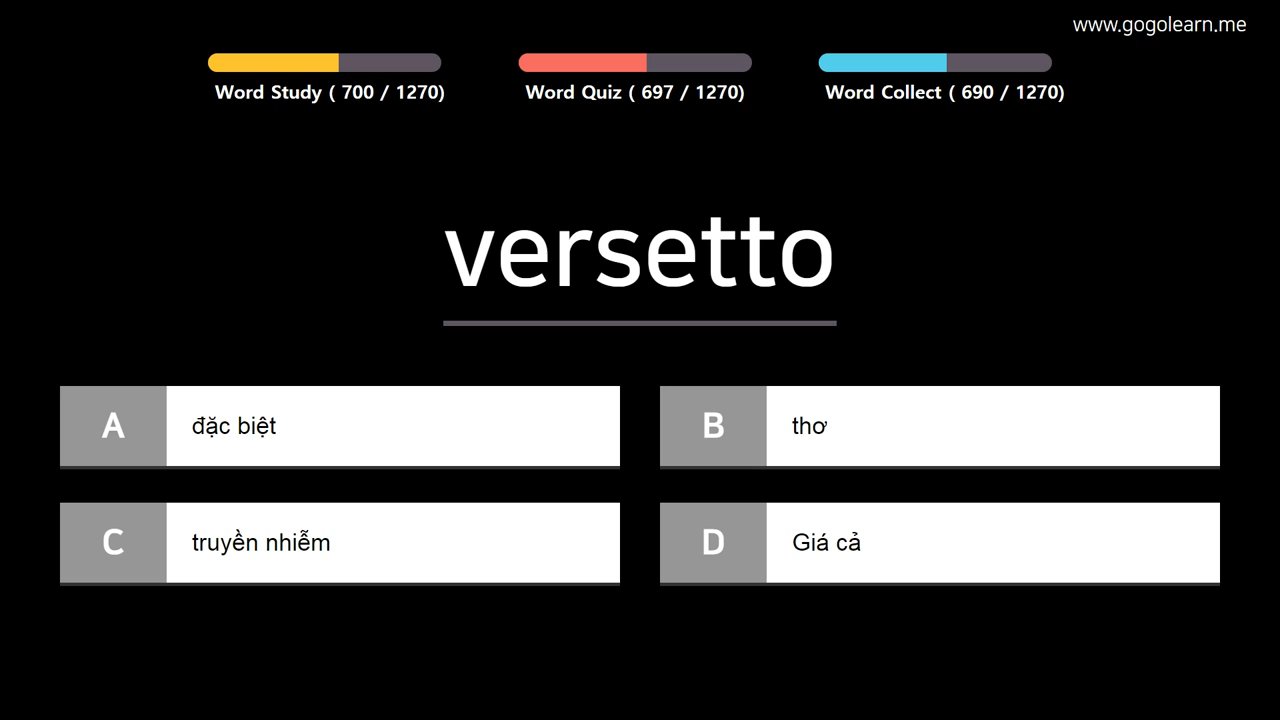 www.gogolearn.me
Word Study ( 700 / 1270)
Word Quiz ( 697 / 1270)
Word Collect ( 690 / 1270)
versetto
A
đặc biệt
B
thơ
C
truyền nhiễm
D
Giá cả